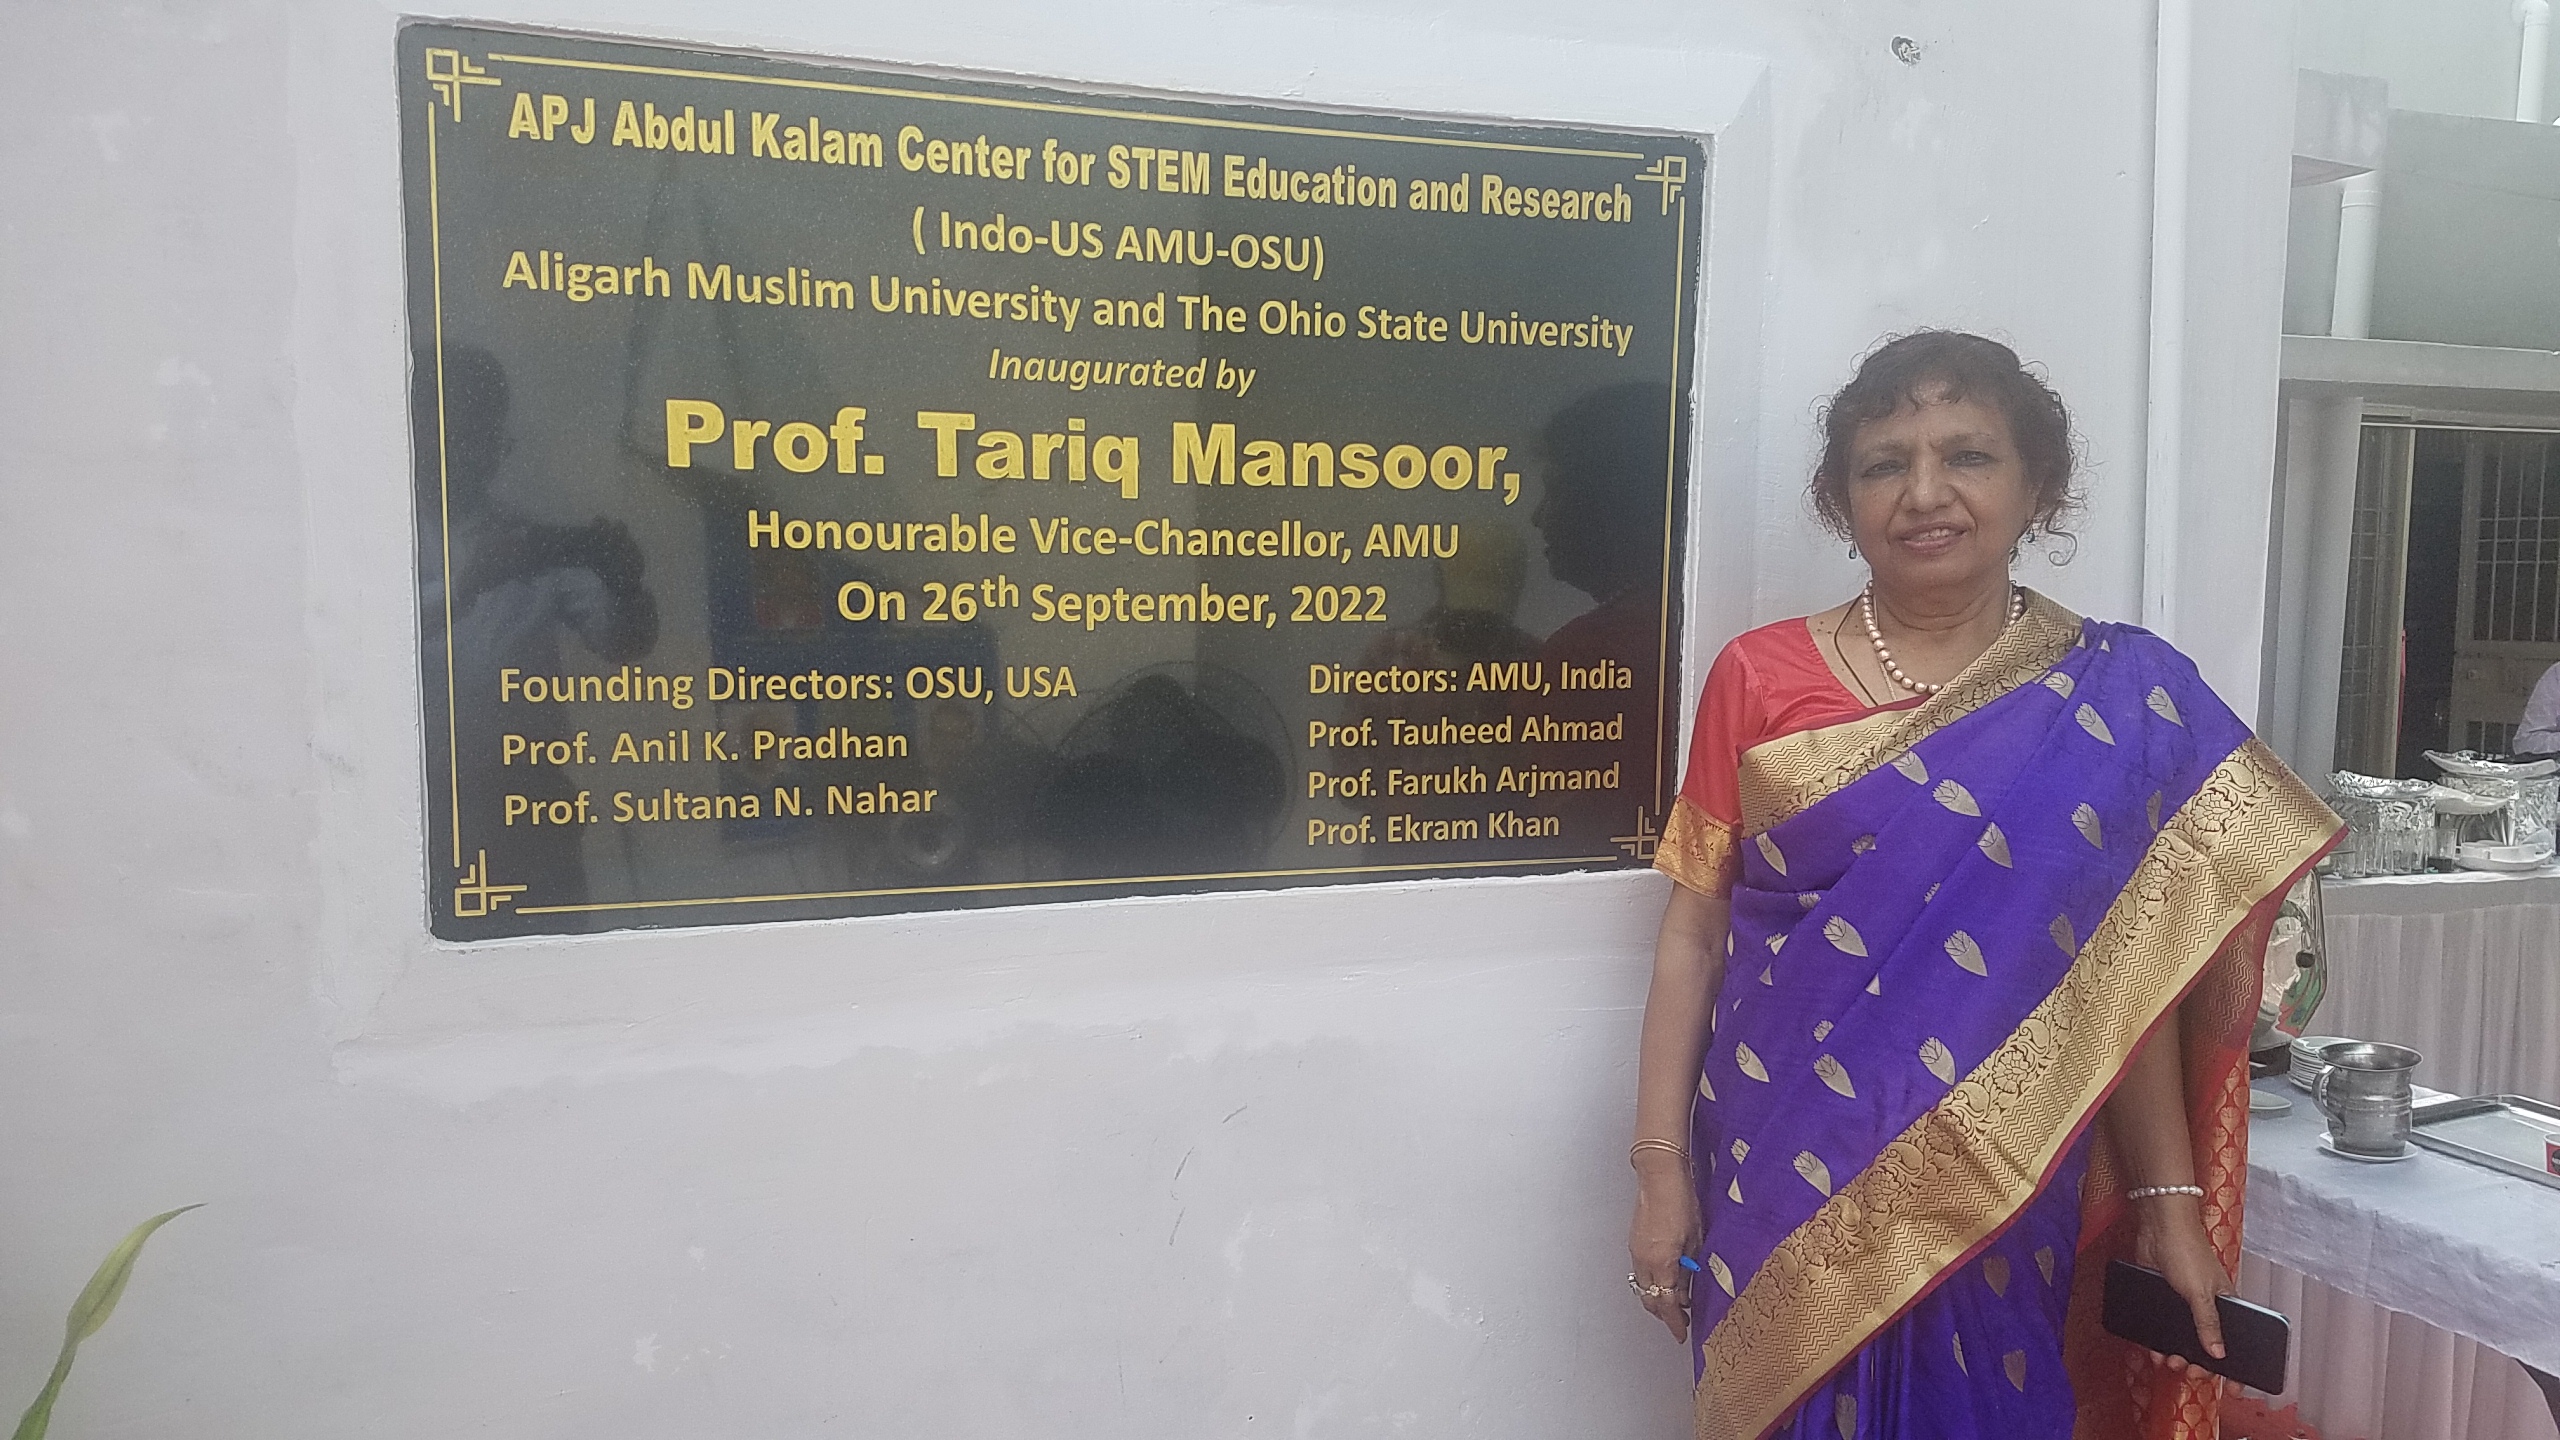 APJ Abdul Kalam Center for STEM Education and Research
( Indo-US AMU-OSU)
Aligarh Muslim University and The Ohio State University
Inaugurated by
Prof. Tariq Mansoor,
Honourable Vice-Chancellor, AMU
On 26th September, 2022
Founding Directors: OSU, USA
Prof. Anil K. Pradhan
Prof. Sultana N. Nahar
Directors: AMU, India
Prof. Tauheed Ahmad
Prof. Farukh Arjmand
Prof. Ekram Khan